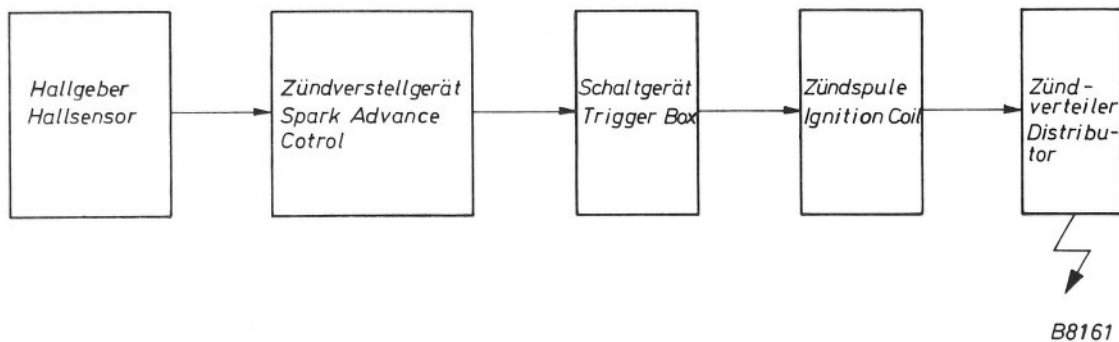 Hallgeber
Hallsensor
Zündverstellgerät
Spark Advance
Cotrol
Schaltgerät
Trigger Box
Zündspule
Ignition Coil
Zünd-
verteiler
Distribu-
tor
B8161